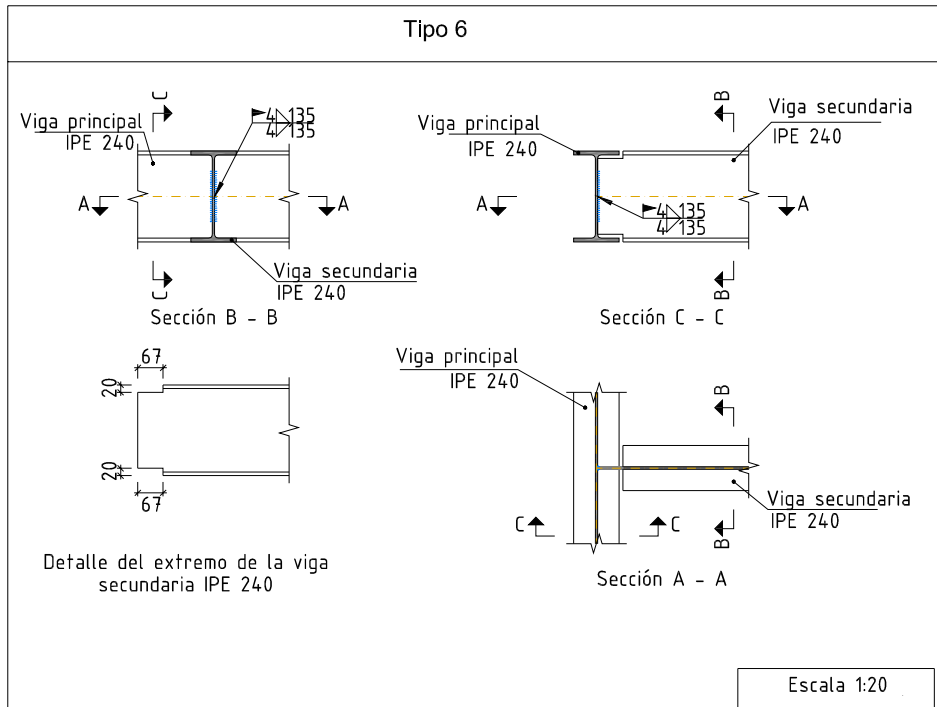 Tipo 6
C
C
Viga principal
IPE 240
4 135
4 135
A
A
Viga secundaria
IPE 240
Sección B - B
B
B
Viga principal
IPE 240
Viga secundaria
IPE 240
A
A
4 135
4 135
Sección C - C
67
20
20
67
Detalle del extremo de la viga
secundaria IPE 240
Viga principal
IPE 240
B
B
C
C
Viga secundaria
IPE 240
Sección A - A
Escala 1:20